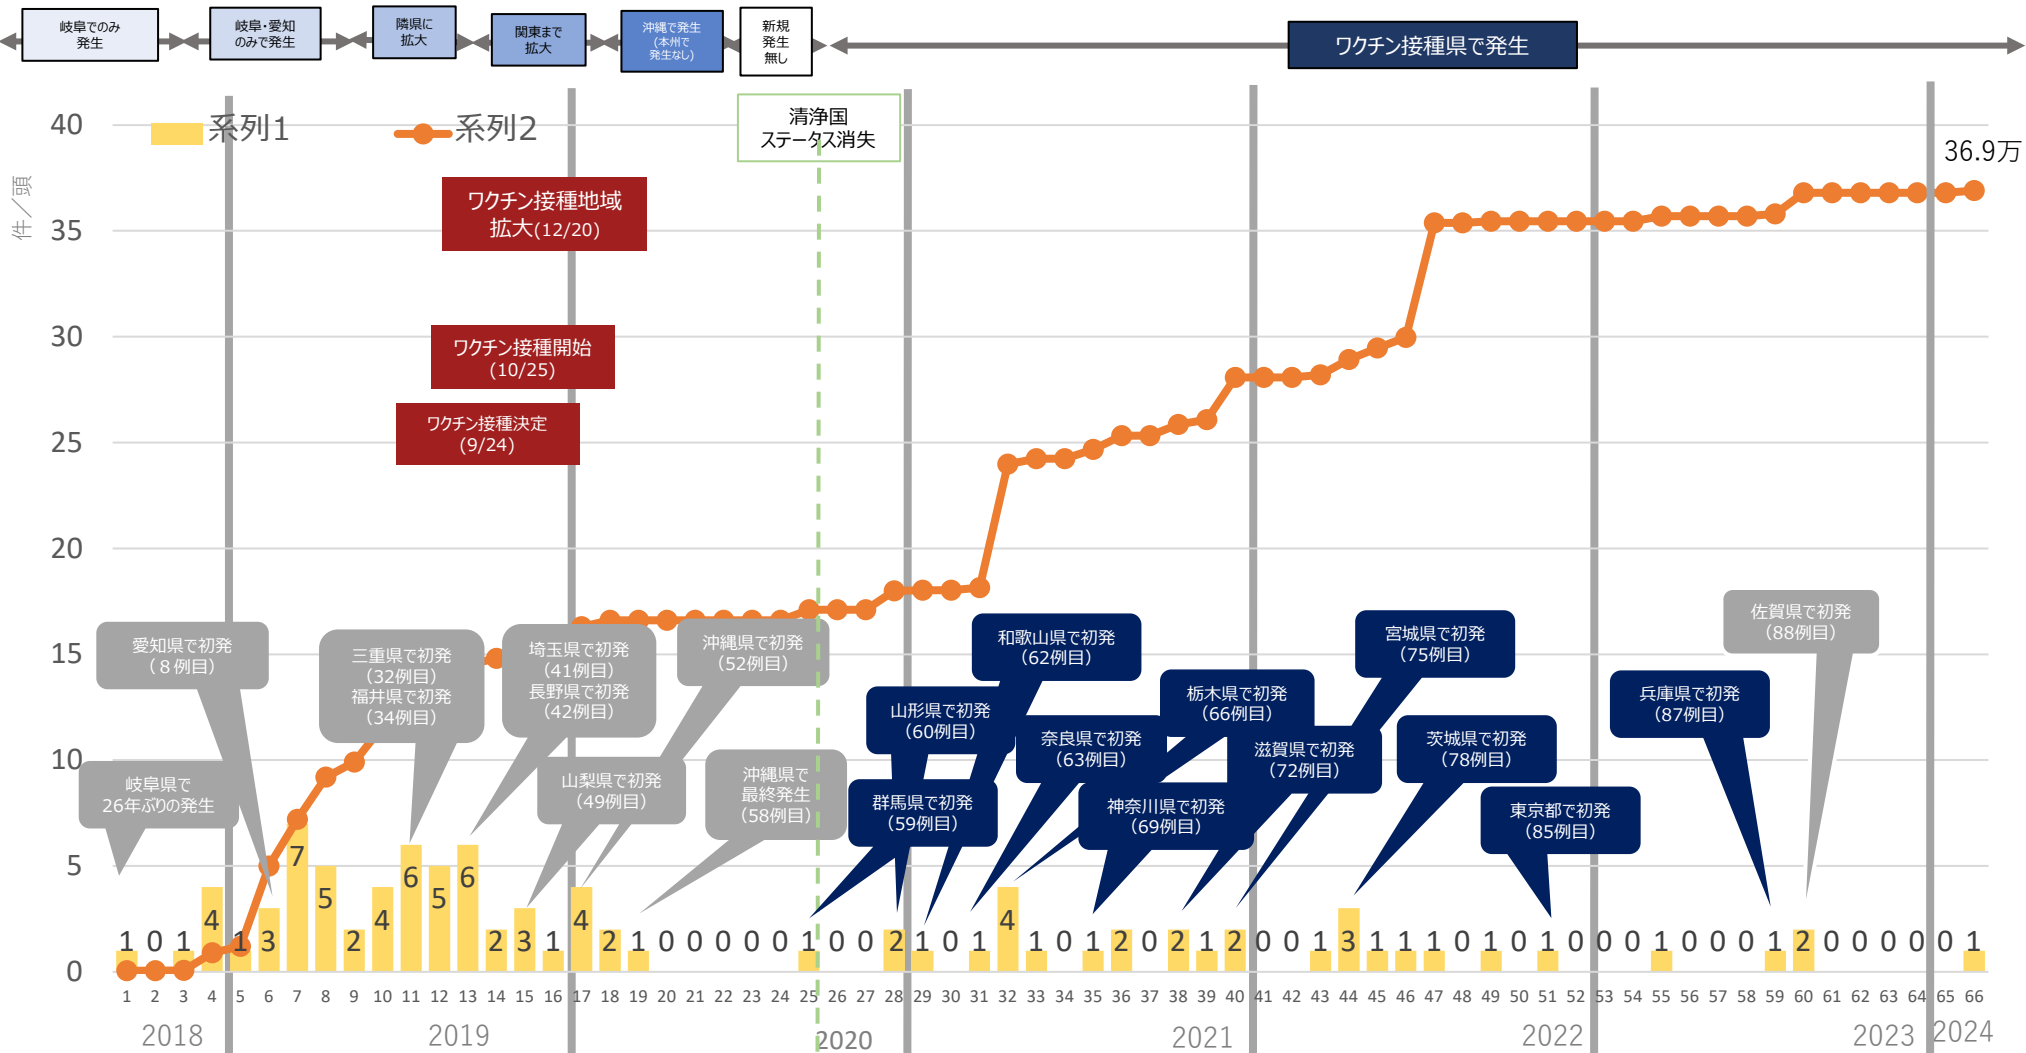 岐阜でのみ
発生
岐阜・愛知
のみで発生
隣県に
拡大
関東まで
拡大
沖縄で発生
(本州で
発生なし)
新規
発生
無し
ワクチン接種県で発生
清浄国
ステータス消失
系列1
系列2
36.9万
件／頭
40
35
30
25
20
15
10
5
0
ワクチン接種地域
拡大(12/20)
ワクチン接種開始
(10/25)
ワクチン接種決定
(9/24)
岐阜県で
26年ぶりの発生
愛知県で初発
（８例目）
三重県で初発
（32例目）
福井県で初発
（34例目）
埼玉県で初発
（41例目）
長野県で初発
（42例目）
山梨県で初発
（49例目）
沖縄県で初発
（52例目）
沖縄県で
最終発生
（58例目）
群馬県で初発
（59例目）
山形県で初発
（60例目）
和歌山県で初発
（62例目）
奈良県で初発
（63例目）
栃木県で初発
（66例目）
神奈川県で初発
（69例目）
滋賀県で初発
（72例目）
宮城県で初発
（75例目）
茨城県で初発
（78例目）
東京都で初発
（85例目）
兵庫県で初発
（87例目）
佐賀県で初発
（88例目）
1 0 1 4 1 3 7 5 2 4 6 5 6 2 3 1 4 2 1 0 0 0 0 0 1 0 0 2 1 0 1 4 1 0 1 2 0 2 1 2 0 0 1 3 1 1 1 0 1 0 1 0 0 0 1 0 0 0 1 2 0 0 0 0 0 1
1 2 3 4 5 6 7 8 9 10 11 12 13 14 15 16 17 18 19 20 21 22 23 24 25 26 27 28 29 30 31 32 33 34 35 36 37 38 39 40 41 42 43 44 45 46 47 48 49 50 51 52 53 54 55 56 57 58 59 60 61 62 63 64 65 66
2018 2019 2020 2021 2022 2023 2024